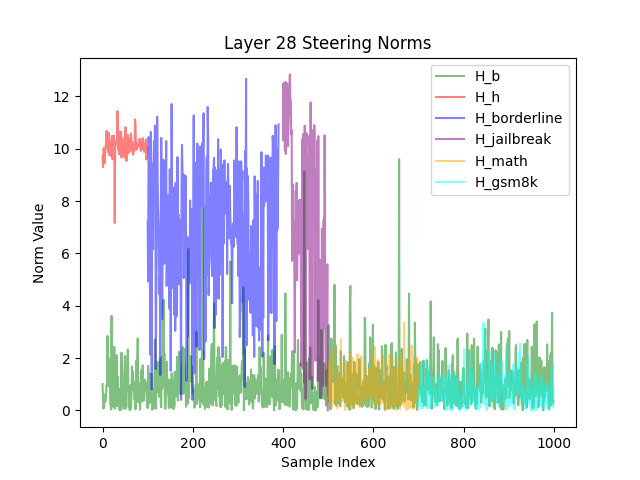 Layer 28 Steering Norms
12
10
8
6
4
2
0
Norm Value
0
200
400
600
800
1000
Sample Index
H_b
H_h
H_borderline
H_jailbreak
H_math
H_gsm8k